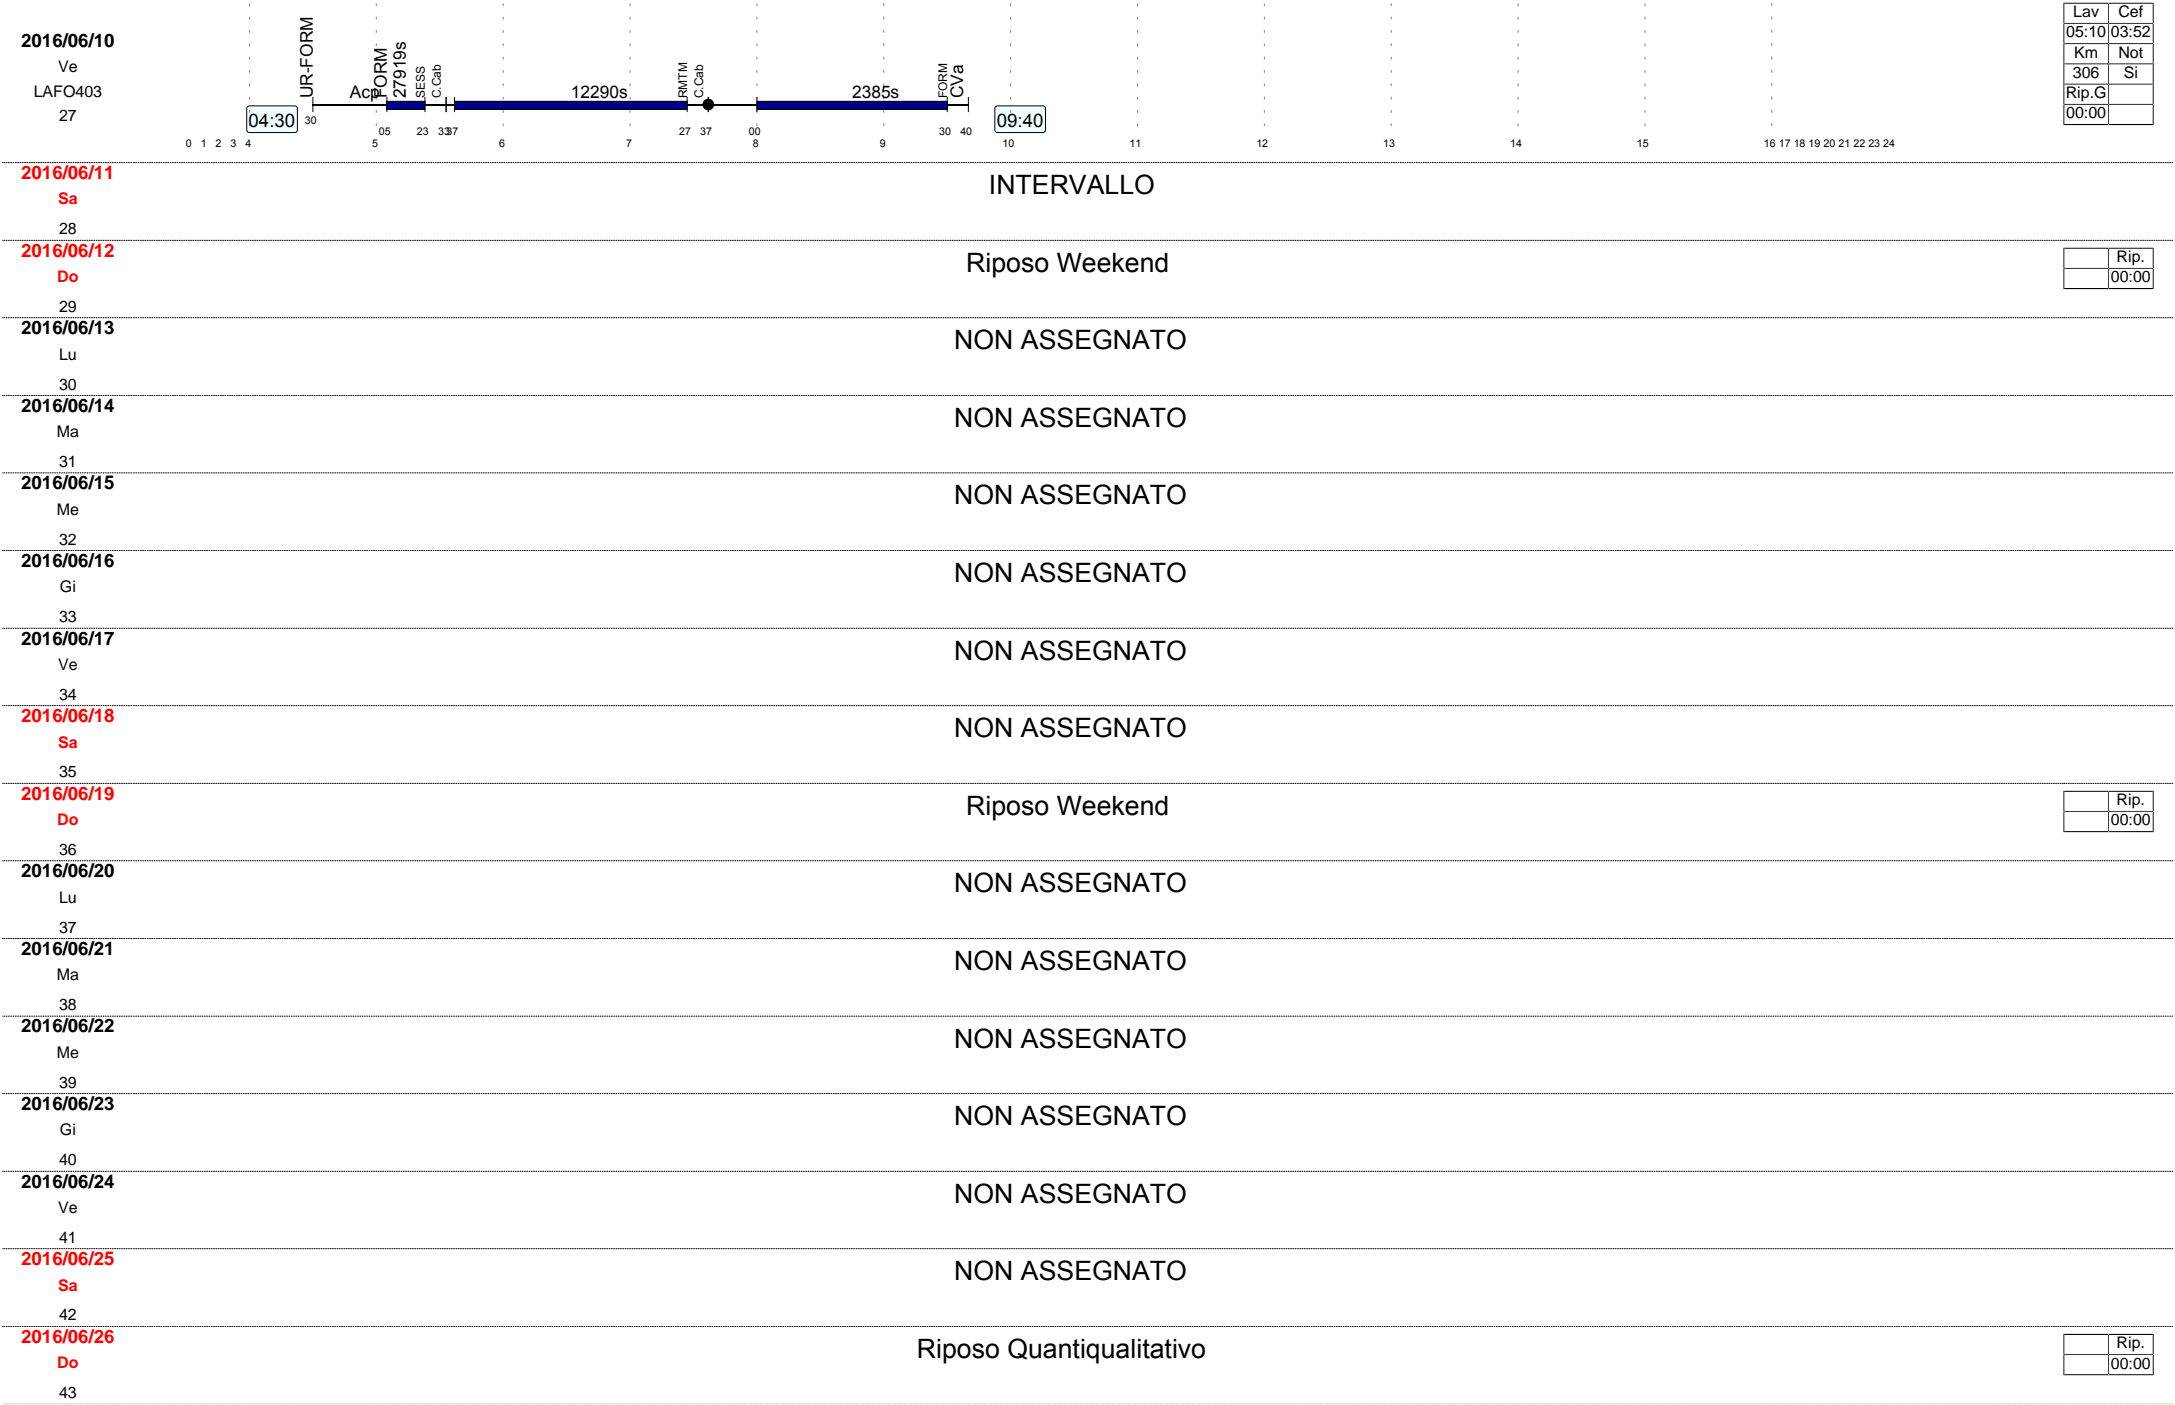 2016/06/10
Ve
LAFO403
27
04:30
UR-FORM
30
Acp
FORM
27919s
05
SESS
23
C.Cab
33
37
12290s
RMTM
27
C.Cab
37
00
2385s
FORM
30
CVa
40
09:40
Lav Cef
05:10 03:52
Km Not
306 Si
Rip.G
00:00
0 1 2 3 4 5 6 7 8 9 10 11 12 13 14 15 16 17 18 19 20 21 22 23 24
2016/06/11
Sa
28
INTERVALLO
2016/06/12
Do
29
Riposo Weekend
Rip.
00:00
2016/06/13
Lu
30
NON ASSEGNATO
2016/06/14
Ma
31
NON ASSEGNATO
2016/06/15
Me
32
NON ASSEGNATO
2016/06/16
Gi
33
NON ASSEGNATO
2016/06/17
Ve
34
NON ASSEGNATO
2016/06/18
Sa
35
NON ASSEGNATO
2016/06/19
Do
36
Riposo Weekend
Rip.
00:00
2016/06/20
Lu
37
NON ASSEGNATO
2016/06/21
Ma
38
NON ASSEGNATO
2016/06/22
Me
39
NON ASSEGNATO
2016/06/23
Gi
40
NON ASSEGNATO
2016/06/24
Ve
41
NON ASSEGNATO
2016/06/25
Sa
42
NON ASSEGNATO
2016/06/26
Do
43
Riposo Quantiqualitativo
Rip.
00:00